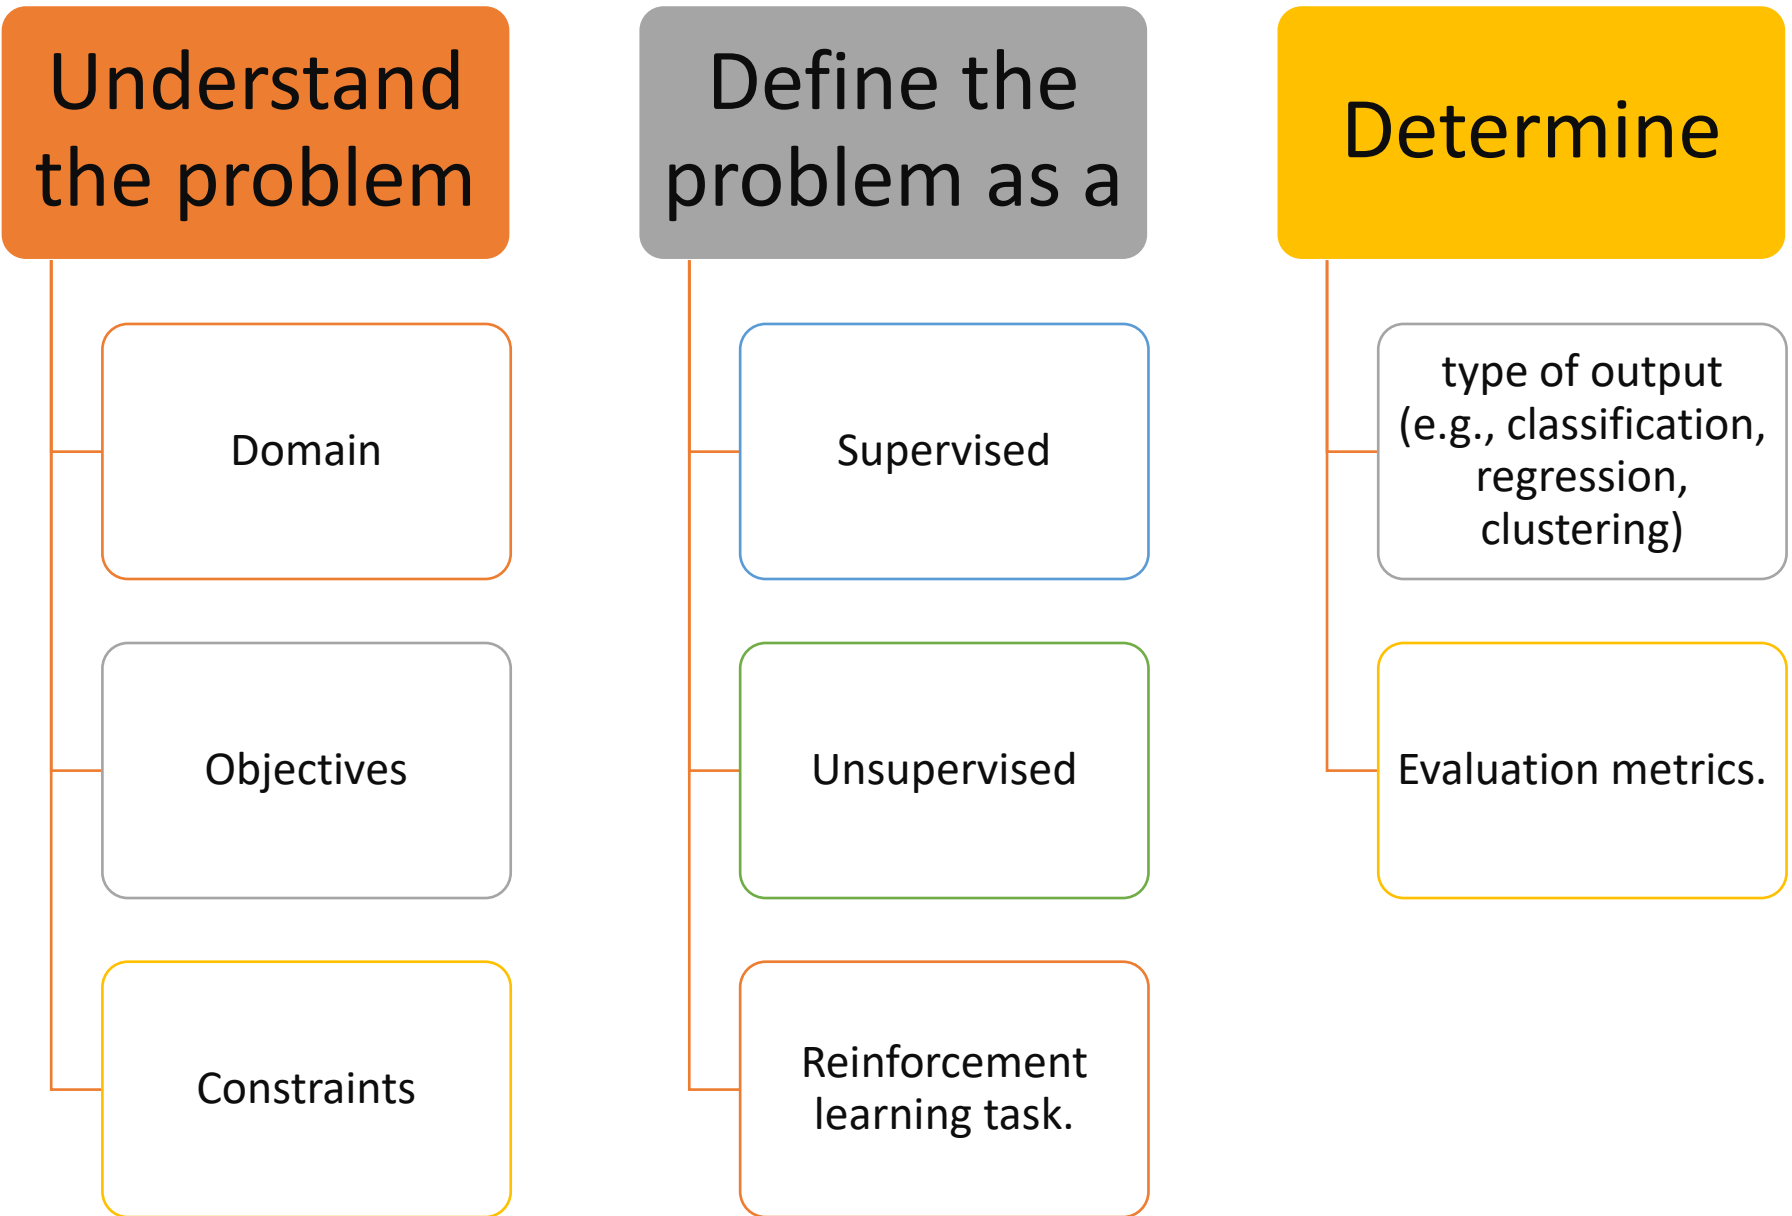 Understand
the problem
Domain
Objectives
Constraints
Define the
problem as a
Supervised
Unsupervised
Reinforcement
learning task.
Determine
type of output
(e.g., classification,
regression,
clustering)
Evaluation metrics.